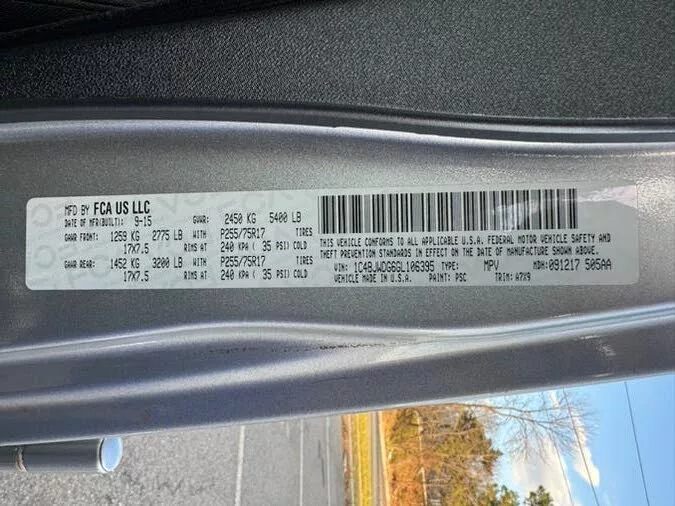 MFD BY FCA US LLC
DATE OF MFR(BUILT): 9-15 GVWR: 2450 KG 5400 LB
GAWR FRONT: 1259 KG 2775 LB WITH P255/75R17 TIRES
17X7.5 RIMS AT 240 KPA ( 35 PSI) COLD
GAWR REAR: 1452 KG 3200 LB WITH P255/75R17 TIRES
17X7.5 RIMS AT 240 KPA ( 35 PSI) COLD
THIS VEHICLE CONFORMS TO ALL APPLICABLE U.S.A. FEDERAL MOTOR VEHICLE SAFETY AND
THEFT PREVENTION STANDARDS IN EFFECT ON THE DATE OF MANUFACTURE SHOWN ABOVE.
VIN: 1C4BJWDG6GL106395 TYPE: MPV MDH:091217 505AA
VEHICLE MADE IN U.S.A. PAINT: PSC TRIM: A7X9